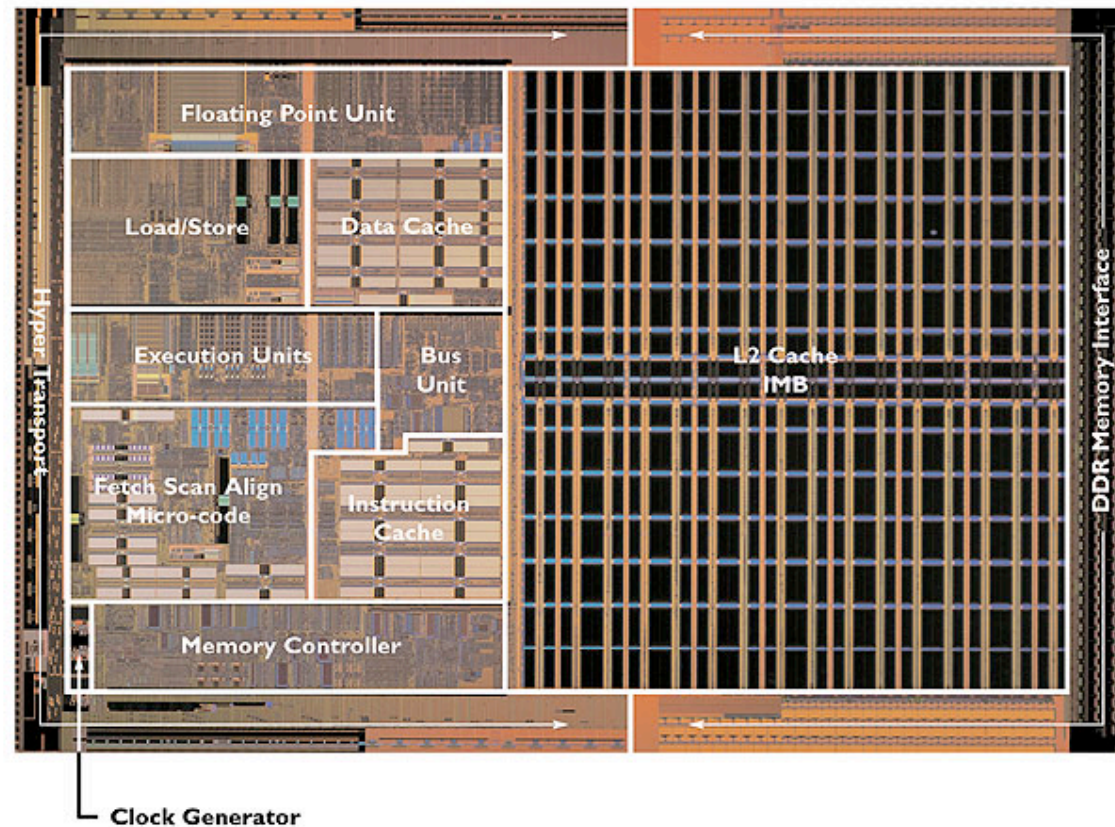 Floating Point Unit
Load/Store
Data Cache
Hyper Transport
Execution Units
Bus
Unit
L2 Cache
IMB
DDR Memory Interface
Fetch Scan Align
Micro-code
Instruction
Cache
Memory Controller
Clock Generator